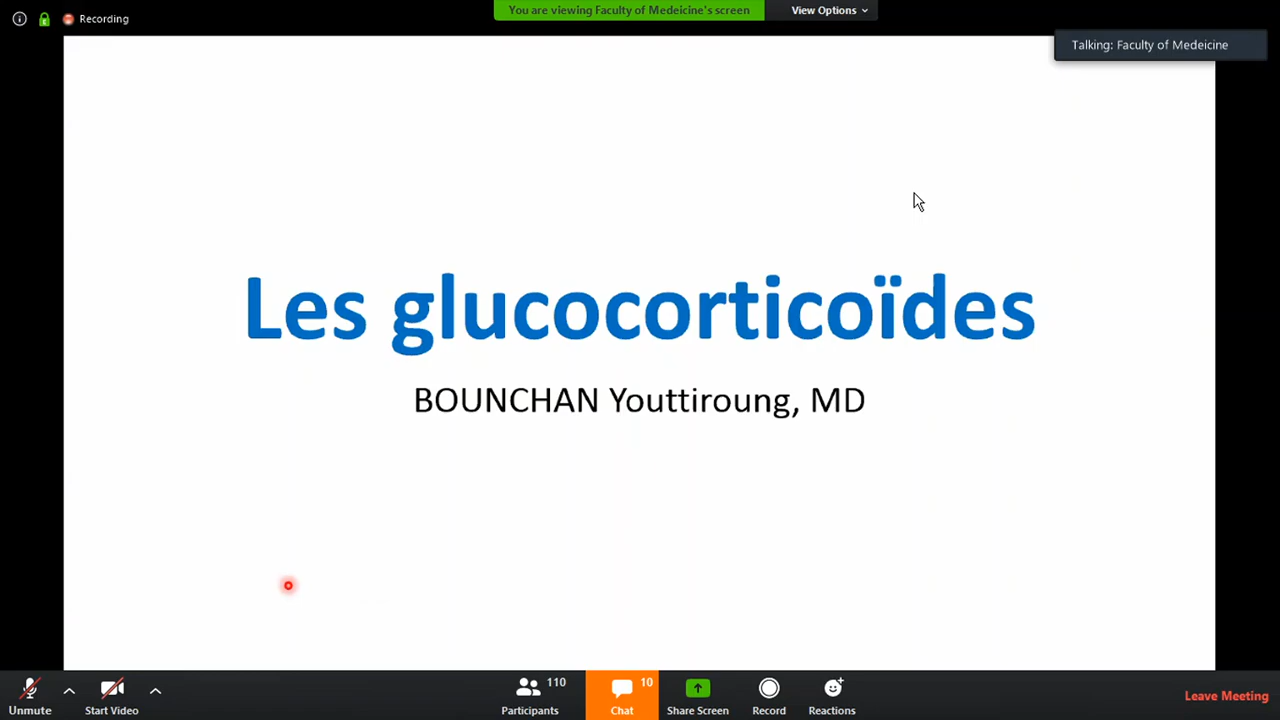 Recording
You are viewing Faculty of Medeicine's screen
View Options
Talking: Faculty of Medeicine
Les glucocorticoïdes
BOUNCHAN Youttiroung, MD
Unmute
Start Video
110
Participants
10
Chat
Share Screen
Record
Reactions
Leave Meeting